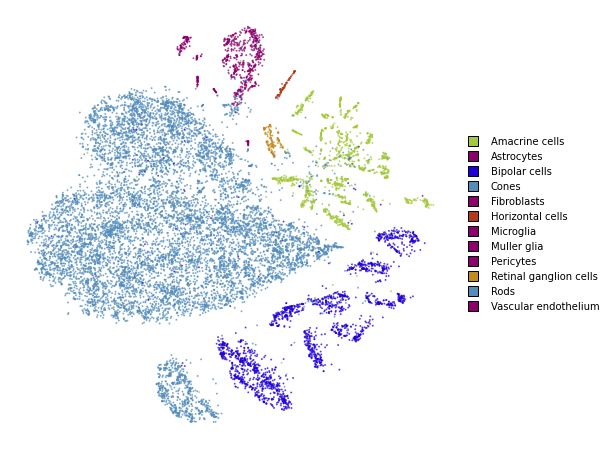 Amacrine cells
Astrocytes
Bipolar cells
Cones
Fibroblasts
Horizontal cells
Microglia
Muller glia
Pericytes
Retinal ganglion cells
Rods
Vascular endothelium